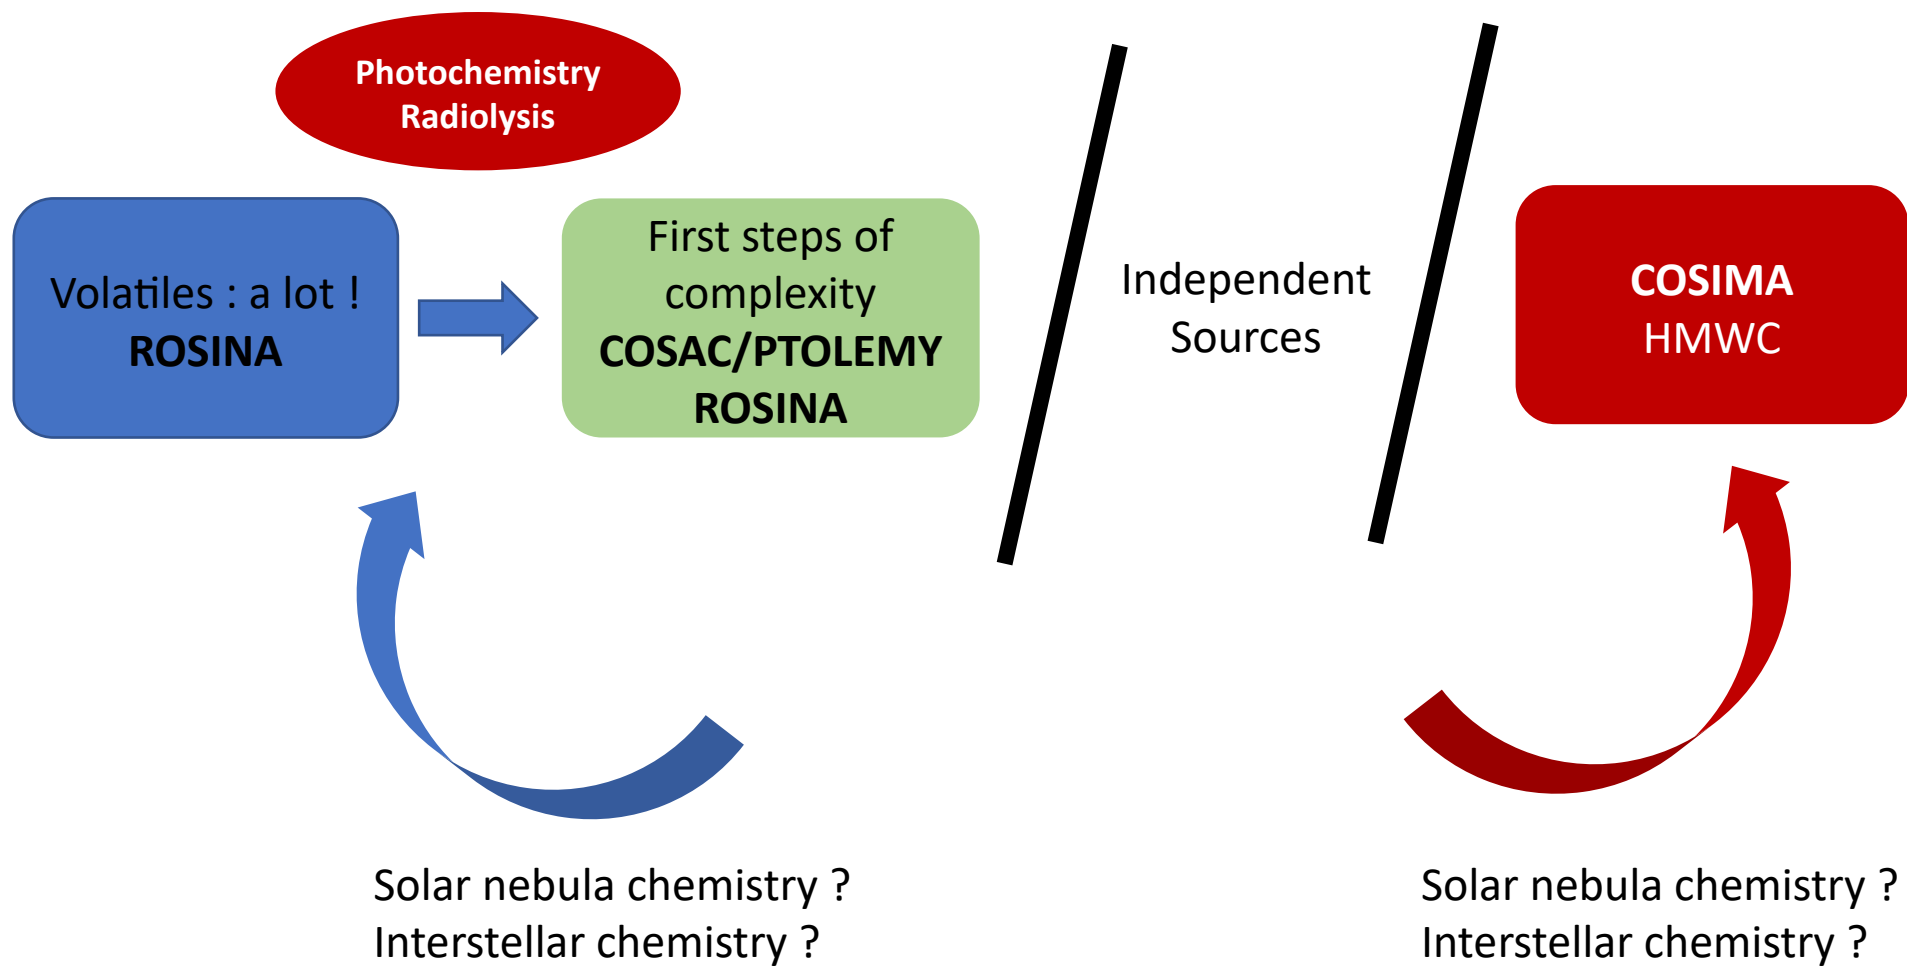 Photochemistry
Radiolysis
Volatiles : a lot !
ROSINA
First steps of
complexity
COSAC/PTOLEMY
ROSINA
Independent
Sources
COSIMA
HMWC
Solar nebula chemistry ?
Interstellar chemistry ?
Solar nebula chemistry ?
Interstellar chemistry ?